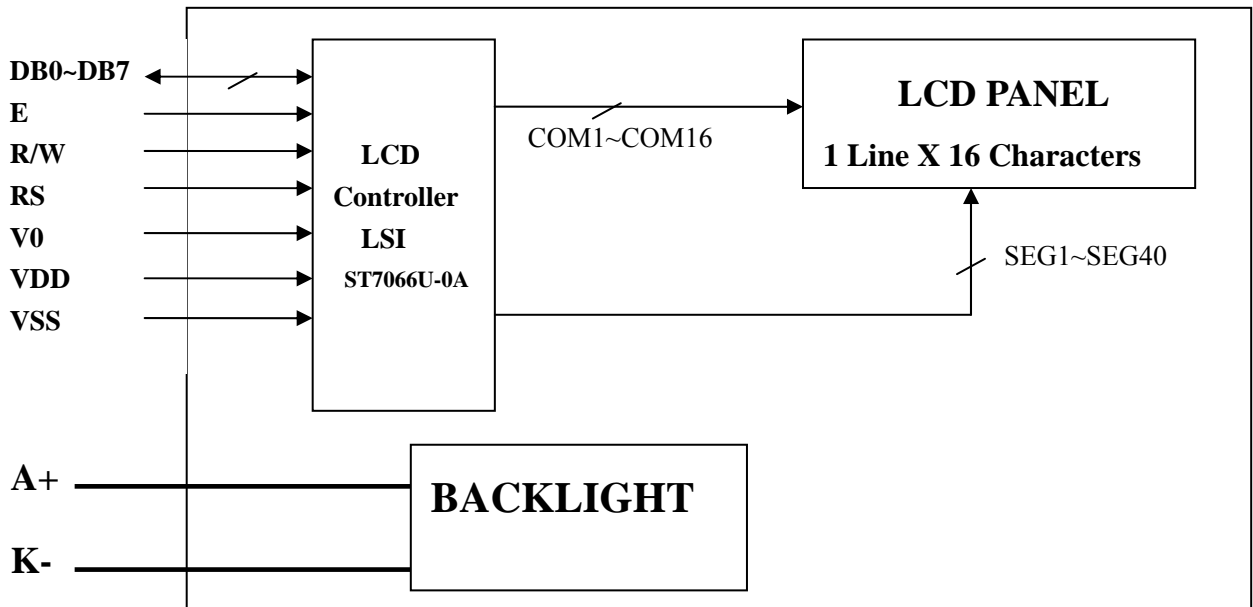 DB0~DB7
E
R/W
RS
V0
VDD
VSS
LCD
Controller
LSI
ST7066U-0A
COM1~COM16
LCD PANEL
1 Line X 16 Characters
SEG1~SEG40
A+
K-
BACKLIGHT